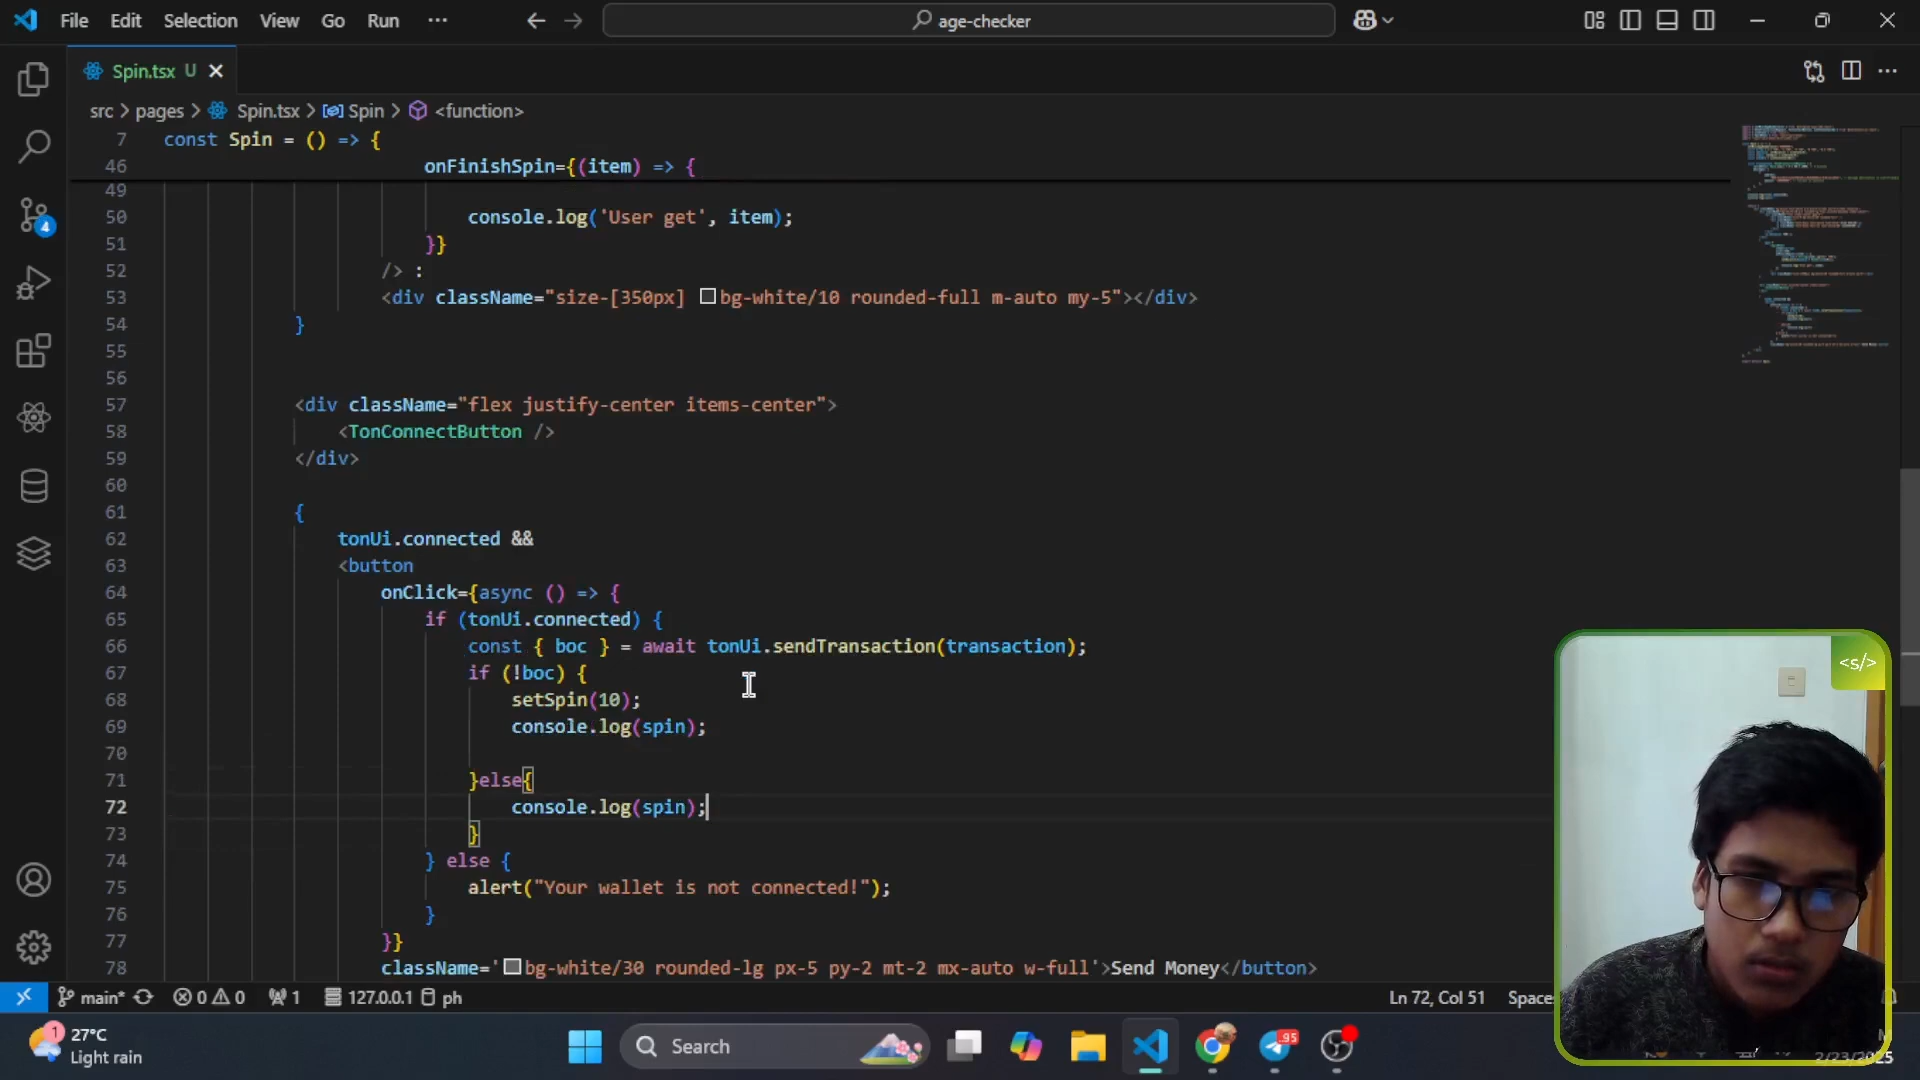 File Edit Selection View Go Run ··· age-checker
Spin.tsx U
src > pages > Spin.tsx > Spin > <function>
7 const Spin = () => {
46 onFinishSpin={(item) => {
49
50 console.log('User get', item);
51 }}
52 /> :
53 <div className="size-[350px] bg-white/10 rounded-full m-auto my-5"></div>
54 }
55
56
57 <div className="flex justify-center items-center">
58 <TonConnectButton />
59 </div>
60
61 {
62 tonUi.connected &&
63 <button
64 onClick={async () => {
65 if (tonUi.connected) {
66 const { boc } = await tonUi.sendTransaction(transaction);
67 if (!boc) {
68 setSpin(10);
69 console.log(spin);
70
71 }else{
72 console.log(spin);
73 }
74 } else {
75 alert("Your wallet is not connected!");
76 }
77 }}
78 className='bg-white/30 rounded-lg px-5 py-2 mt-2 mx-auto w-full'>Send Money</button>
4
<s/>
main* 0 0 1 127.0.0.1 ph Ln 72, Col 51
1
27°C
Light rain
Search
95
2/23/2025